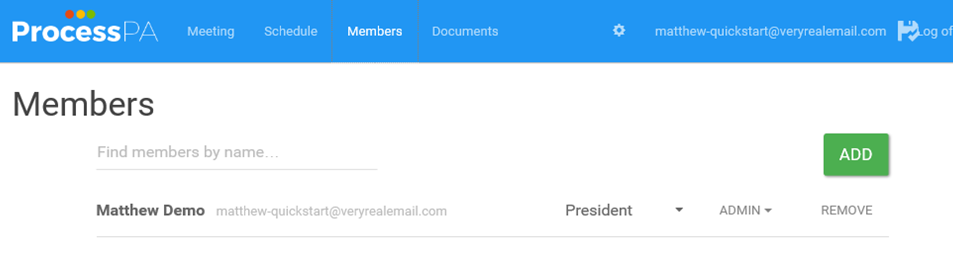 ProcessPA Meeting Schedule Members Documents matthew-quickstart@veryrealemail.com Log of
Members
Find members by name...
ADD
Matthew Demo matthew-quickstart@veryrealemail.com President ADMIN REMOVE